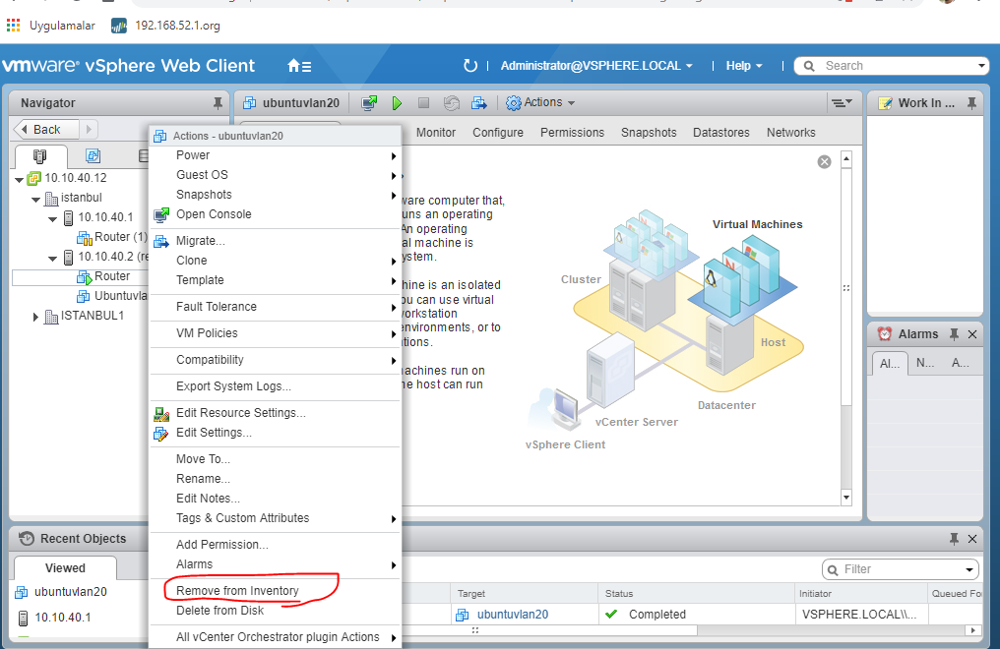 Uygulamalar 192.168.52.1.org
vmware® vSphere Web Client
Administrator@VSPHERE.LOCAL
Help
Search
Navigator
Back
10.10.40.12
istanbul
10.10.40.1
Router (1)
10.10.40.2 (re
Router
Ubuntuvla
ISTANBUL1
ubuntuvlan20
Actions
Monitor Configure Permissions Snapshots Datastores Networks
Actions - ubuntuvlan20
Power
Guest OS
Snapshots
Open Console
Migrate...
Clone
Template
Fault Tolerance
VM Policies
Compatibility
Export System Logs...
Edit Resource Settings...
Edit Settings...
Move To...
Rename...
Edit Notes...
Tags & Custom Attributes
Add Permission...
Alarms
Remove from Inventory
Delete from Disk
All vCenter Orchestrator plugin Actions
ware computer that,
uns an operating
An operating
al machine is
ystem.
hine is an isolated
ou can use virtual
workstation
environments, or to
tions.
achines run on
e host can run
Virtual Machines
Cluster
Host
Datacenter
vCenter Server
vSphere Client
Work In ...
Alarms
Al... N... A...
Recent Objects
Viewed
ubuntuvlan20
10.10.40.1
Filter
Target Status Initiator Queued Fo
ubuntuvlan20 Completed VSPHERE.LOCAL\\...